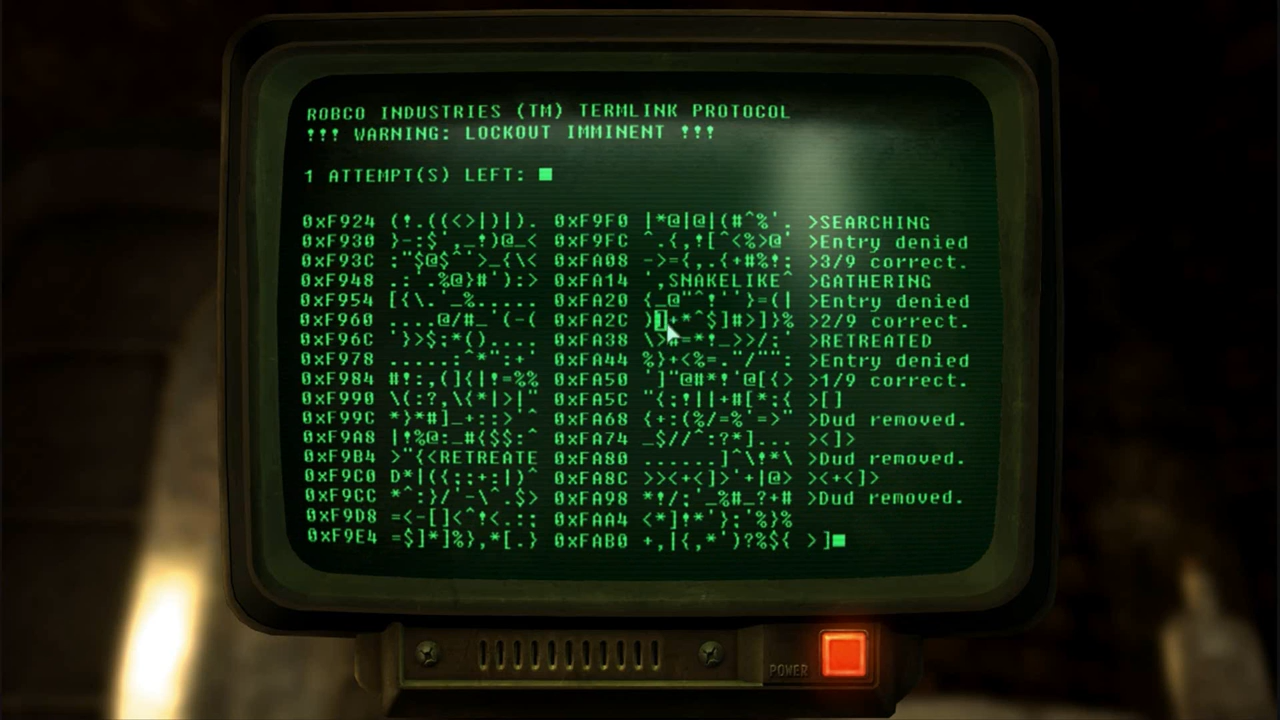 ROBCO INDUSTRIES (TM) TERMLINK PROTOCOL
!!! WARNING: LOCKOUT IMMINENT !!!
1 ATTEMPT(S) LEFT: ■
0xF924 (!.((<>|)|). 0xF9F0 |*@|@|(#^%'; >SEARCHING
0xF930 }-:$',_!)@_< 0xF9FC ^.{,![^<%>@' >Entry denied
0xF93C :"$@$^'>_{\< 0xFA08 ->={,.{+#%!; >3/9 correct.
0xF948 .:'.%@}#'):> 0xFA14 ',SNAKELIKE^ >GATHERING
0xF954 [{\.'_%..... 0xFA20 {_@"^!''}=(| >Entry denied
0xF960 ....@/#_'(-( 0xFA2C )]+*^$]#>]}% >2/9 correct.
0xF96C '}>$:*().... 0xFA38 =*!_>>/;' >RETREATED
0xF978 .....:^*":+' 0xFA44 %}+<%=."/"": >Entry denied
0xF984 #!:,(]{|!=%% 0xFA50 ']"@#*!'@[{> >1/9 correct.
0xF990 \(:?,\{*|>|" 0xFA5C "{:!||+#[*:{ >[]
0xF99C *}*#]_+::>'^ 0xFA68 {+:(%/=%'=>" >Dud removed.
0xF9A8 |!%@:_#{$$:^ 0xFA74 _$//^:?*]... >< ]>
0xF9B4 >"{<RETREATE 0xFA80 ......]^\!*\ >Dud removed.
0xF9C0 D*|({;:+:|)^ 0xFA8C >><+<]>'+|@> ><+<]>
0xF9CC *^:}/'-\^.$> 0xFA98 *!/;'_%#_?+# >Dud removed.
0xF9D8 =<-[]<^!<.:; 0xFAA4 <*]!*'};'%}%
0xF9E4 =$]*]%},*[.} 0xFAB0 +,|{,*')?%${ >]■
POWER